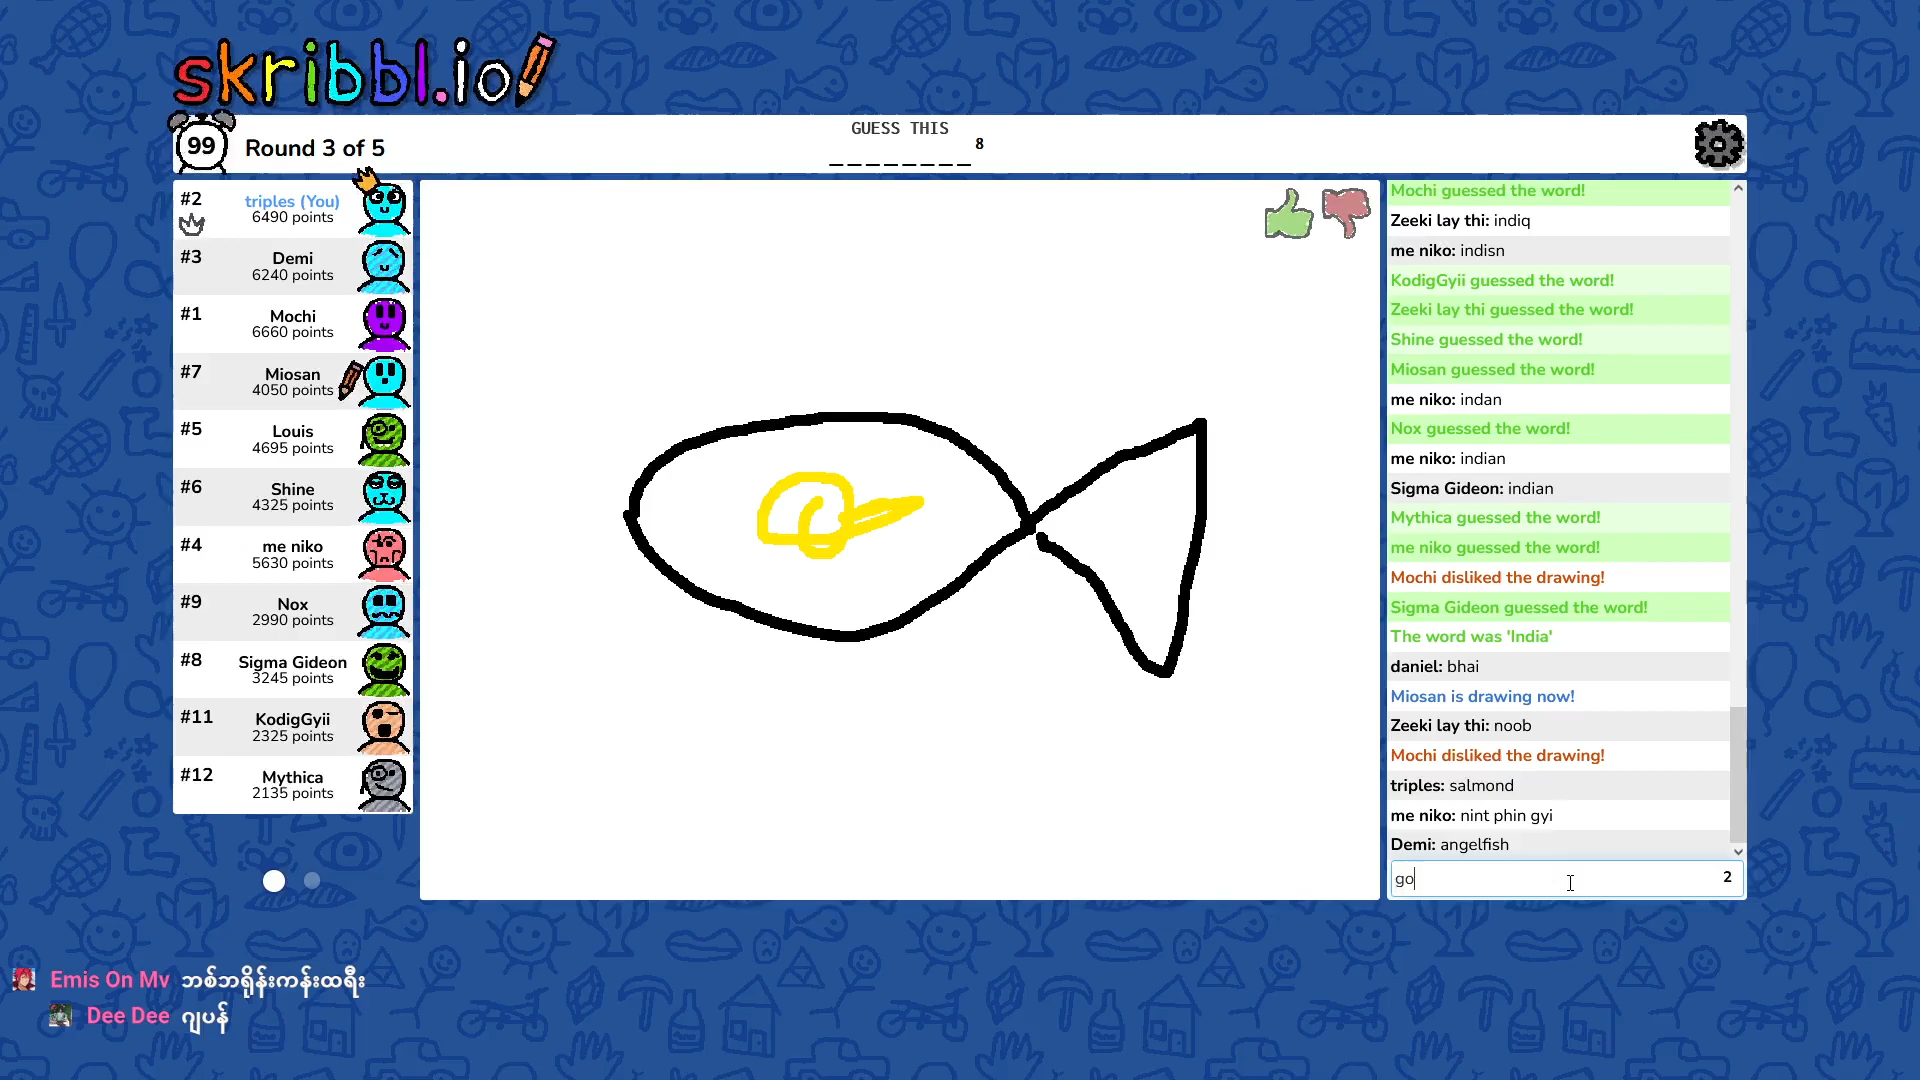 skribbl.io
99
Round 3 of 5
GUESS THIS
________ 8
#2
triples (You)
6490 points
#3
Demi
6240 points
#1
Mochi
6660 points
#7
Miosan
4050 points
#5
Louis
4695 points
#6
Shine
4325 points
#4
me niko
5630 points
#9
Nox
2990 points
#8
Sigma Gideon
3245 points
#11
KodigGyii
2325 points
#12
Mythica
2135 points
Mochi guessed the word!
Zeeki lay thi: indiq
me niko: indisn
KodigGyii guessed the word!
Zeeki lay thi guessed the word!
Shine guessed the word!
Miosan guessed the word!
me niko: indan
Nox guessed the word!
me niko: indian
Sigma Gideon: indian
Mythica guessed the word!
me niko guessed the word!
Mochi disliked the drawing!
Sigma Gideon guessed the word!
The word was 'India'
daniel: bhai
Miosan is drawing now!
Zeeki lay thi: noob
Mochi disliked the drawing!
triples: salmond
me niko: nint phin gyi
Demi: angelfish
go
2
Emis On Mv ဘစ်ဘရိုန်းကန်းထရီး
Dee Dee ဂျပန်